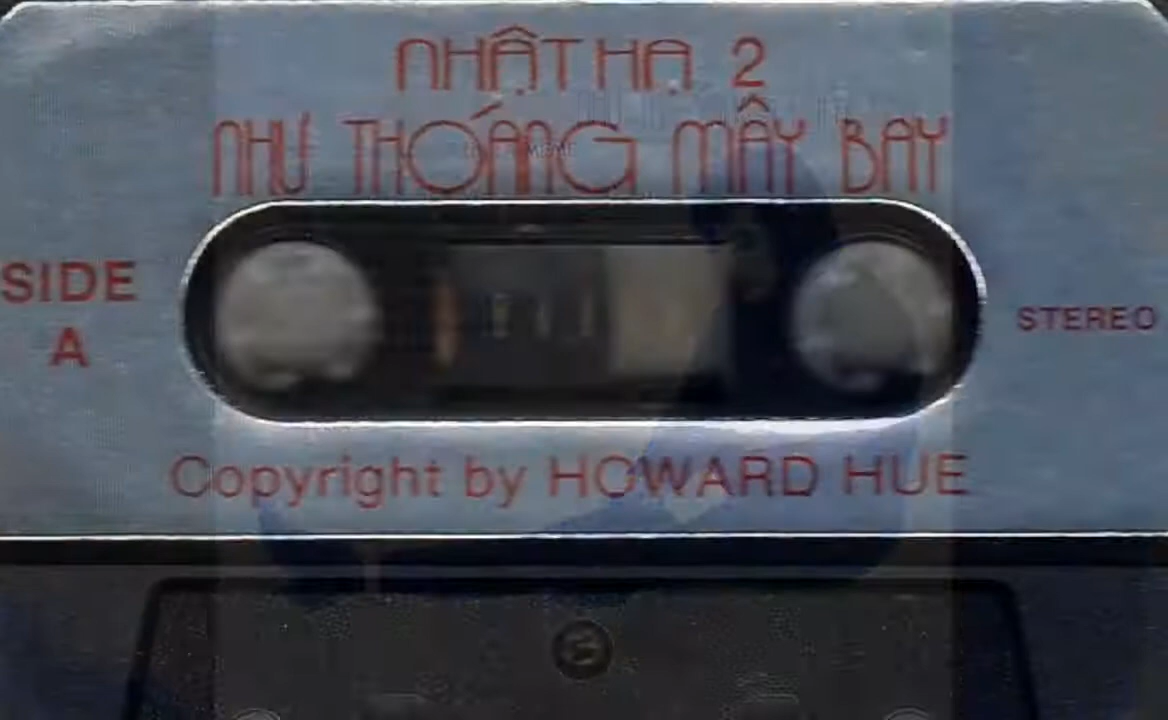 NHẬT HẠ 2
NHƯ THOÁNG MÂY BAY
SIDE
A
STEREO
Copyright by HOWARD HUE